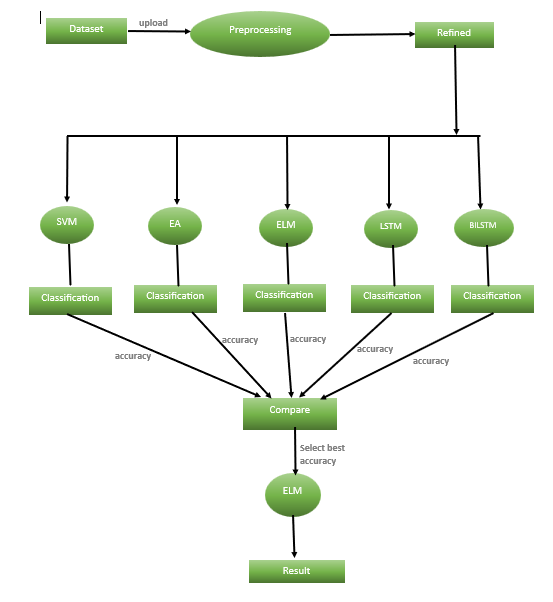 Dataset
upload
Preprocessing
Refined
SVM
EA
ELM
LSTM
BILSTM
Classification
Classification
Classification
Classification
Classification
accuracy
accuracy
accuracy
accuracy
accuracy
Compare
Select best
accuracy
ELM
Result